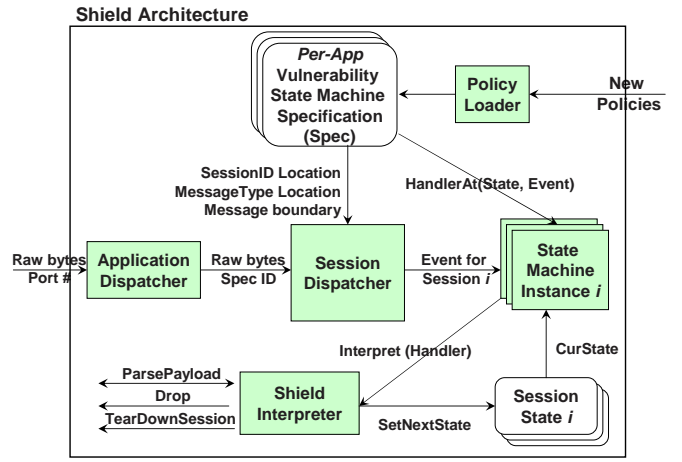 Shield Architecture
Per-App
Vulnerability
State Machine
Specification
(Spec)
Policy
Loader
New
Policies
SessionID Location
MessageType Location
Message boundary
HandlerAt(State, Event)
Raw bytes
Port #
Application
Dispatcher
Raw bytes
Spec ID
Session
Dispatcher
Event for
Session i
State
Machine
Instance i
Interpret (Handler)
CurState
ParsePayload
Drop
TearDownSession
Shield
Interpreter
SetNextState
Session
State i